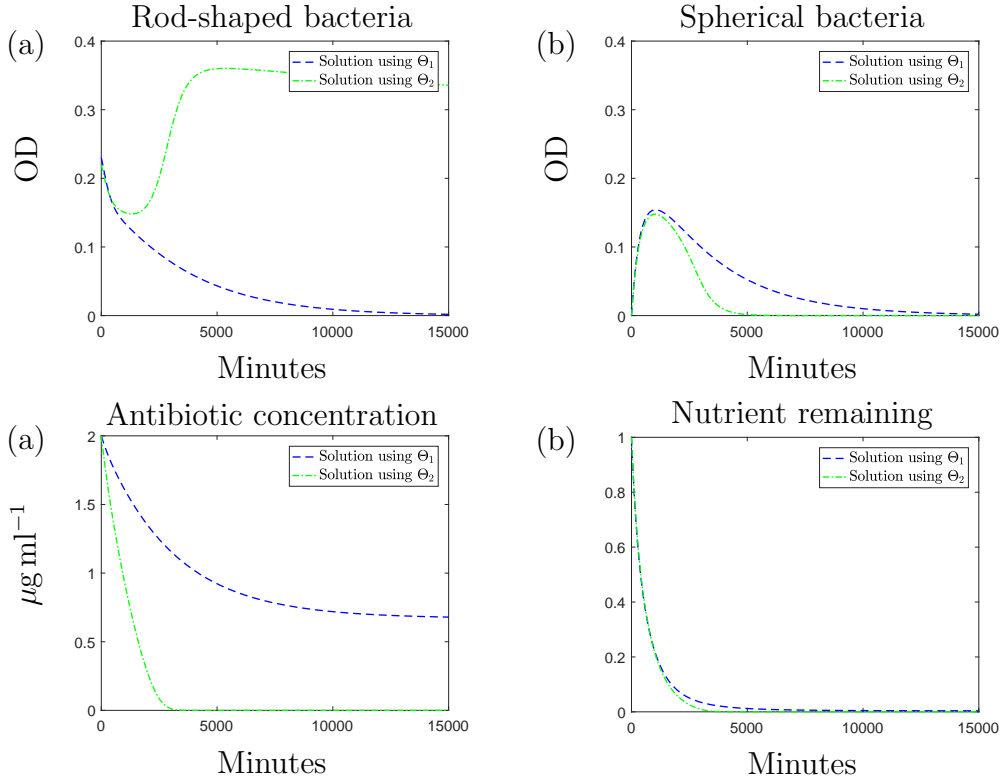 Rod-shaped bacteria
(a)
0.4
0.3
0.2
0.1
0
OD
Solution using Θ₁
Solution using Θ₂
0 5000 10000 15000
Minutes
Spherical bacteria
(b)
0.4
0.3
0.2
0.1
0
OD
Solution using Θ₁
Solution using Θ₂
0 5000 10000 15000
Minutes
Antibiotic concentration
(a)
2
1.5
1
0.5
0
μg ml⁻¹
Solution using Θ₁
Solution using Θ₂
0 5000 10000 15000
Minutes
Nutrient remaining
(b)
1
0.8
0.6
0.4
0.2
0
Solution using Θ₁
Solution using Θ₂
0 5000 10000 15000
Minutes